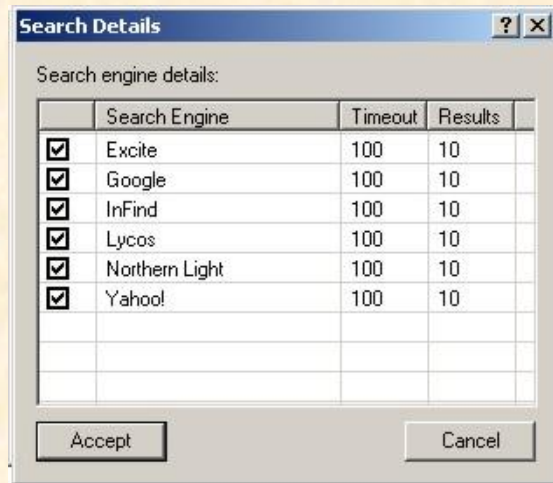 Search Details
Search engine details:
Search Engine Timeout Results
Excite 100 10
Google 100 10
InFind 100 10
Lycos 100 10
Northern Light 100 10
Yahoo! 100 10
Accept Cancel